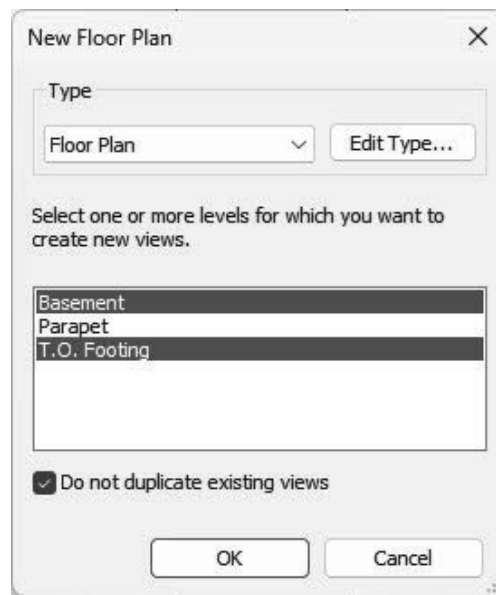 New Floor Plan
Type
Floor Plan
Edit Type...
Select one or more levels for which you want to
create new views.
Basement
Parapet
T.O. Footing
Do not duplicate existing views
OK
Cancel